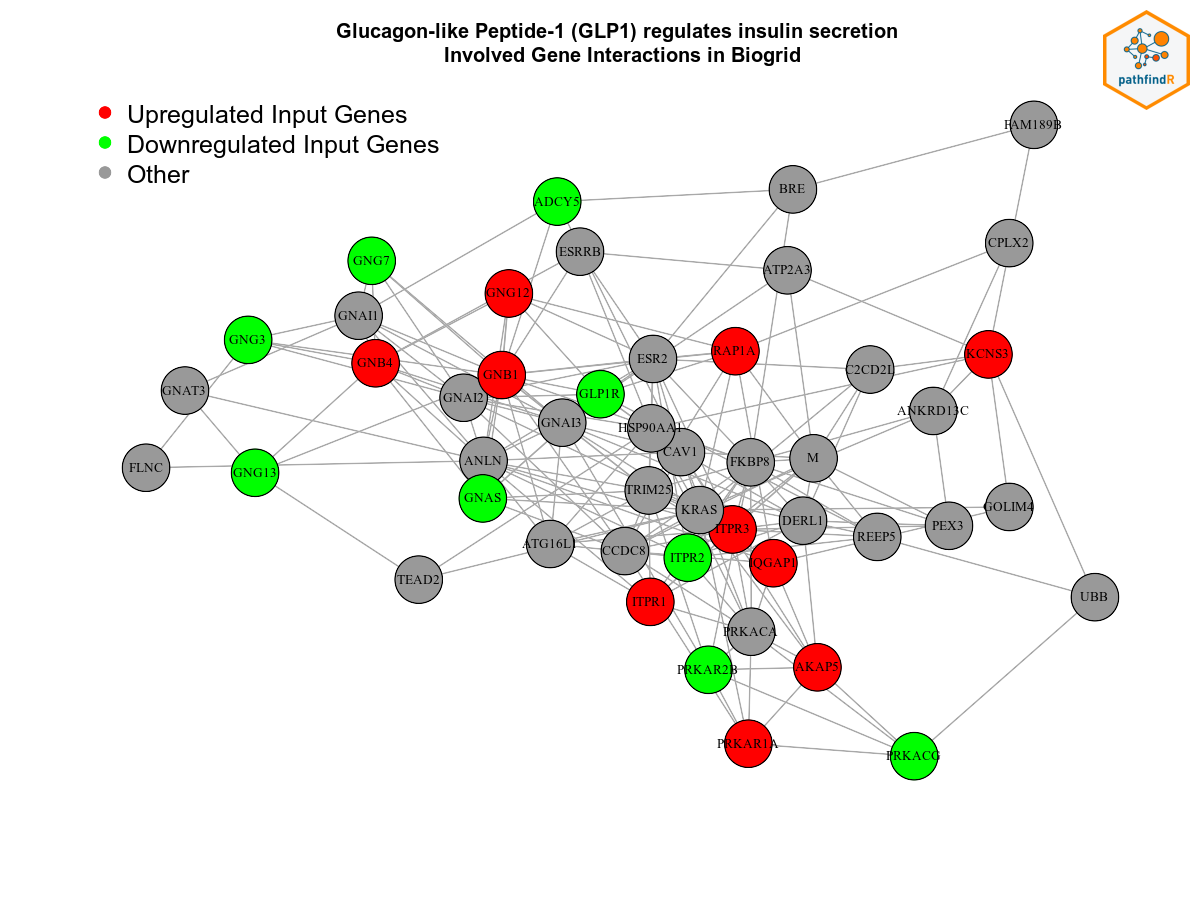 Glucagon-like Peptide-1 (GLP1) regulates insulin secretion
Involved Gene Interactions in Biogrid
pathfindR
Upregulated Input Genes
Downregulated Input Genes
Other
FAM189B
BRE
ADCY5
CPLX2
ESRRB
GNG7
ATP2A3
GNG12
GNAI1
GNG3
RAP1A
KCNS3
ESR2
GNB4
C2CD2L
GNB1
GNAT3
GLP1R
GNAI2
ANKRD13C
GNAI3
HSP90AA1
CAV1
M
ANLN
FKBP8
FLNC
GNG13
TRIM25
GNAS
GOLIM4
KRAS
DERL1
PEX3
ITPR3
REEP5
ATG16L1
CCDC8
ITPR2
IQGAP1
TEAD2
UBB
ITPR1
PRKACA
AKAP5
PRKAR2B
PRKAR1A
PRKACG